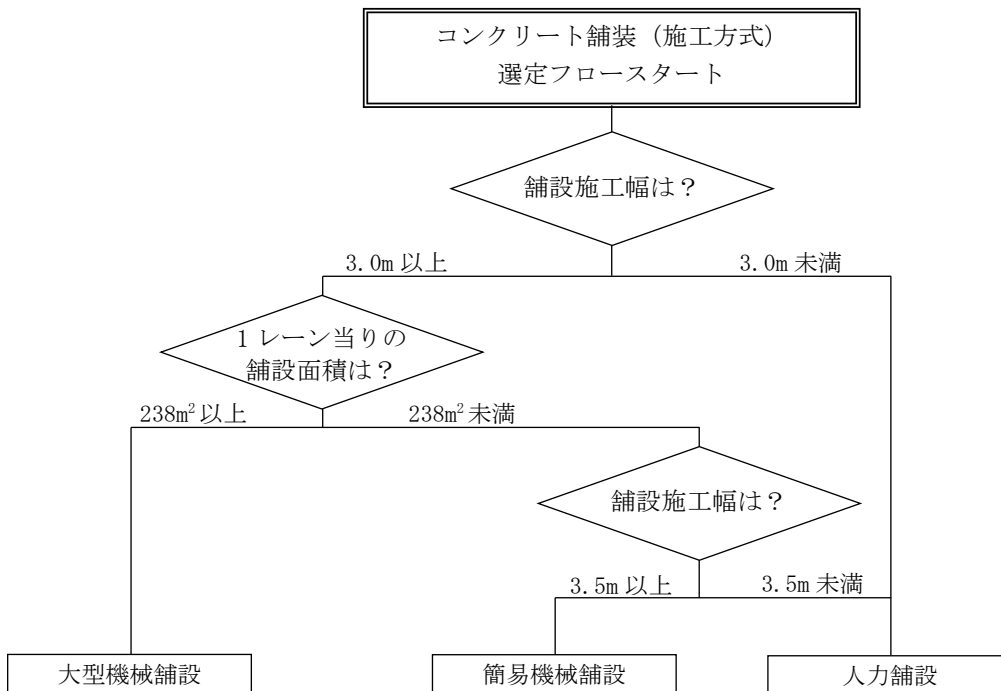 コンクリート舗装（施工方式）
選定フロースタート
舗設施工幅は？
3.0m 以上
3.0m 未満
1 レーン当りの
舗設面積は？
238m² 以上
238m² 未満
舗設施工幅は？
3.5m 以上
3.5m 未満
大型機械舗設
簡易機械舗設
人力舗設